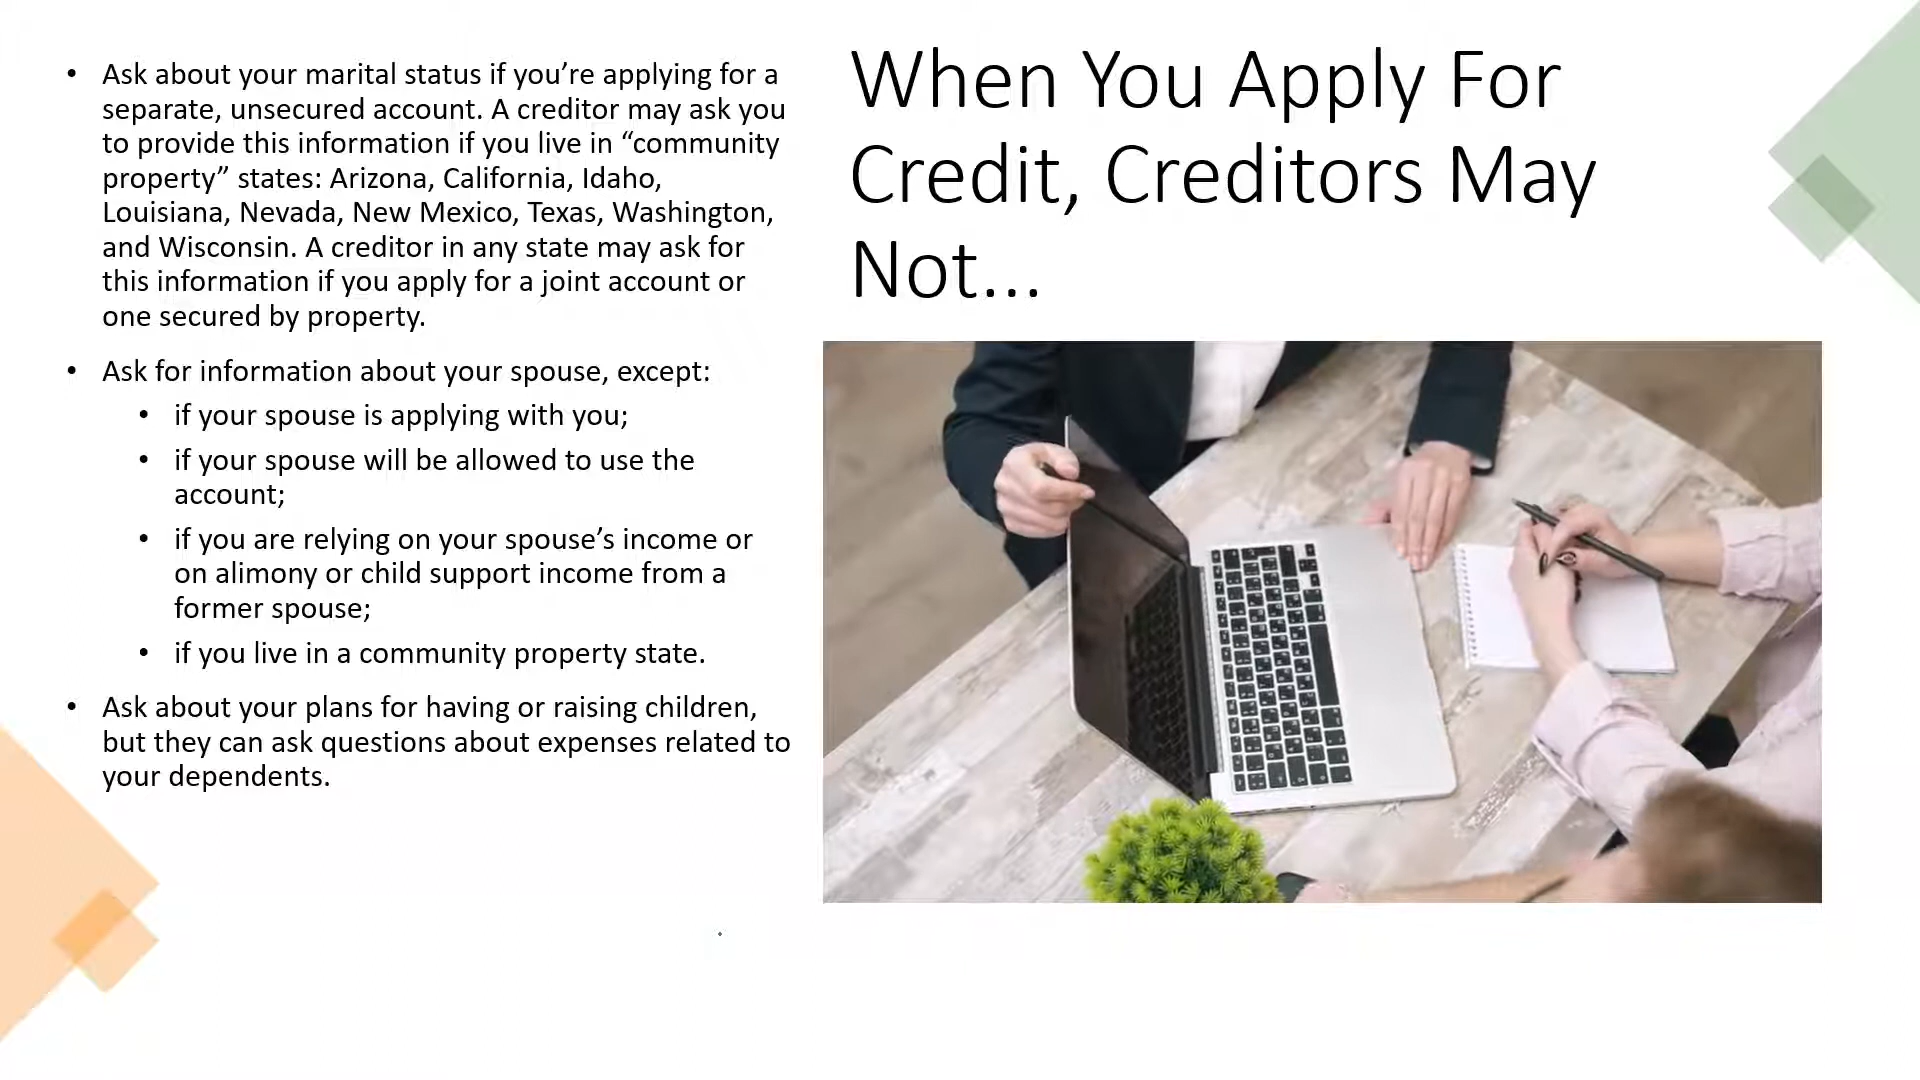 When You Apply For
Credit, Creditors May
Not...
• Ask about your marital status if you’re applying for a
separate, unsecured account. A creditor may ask you
to provide this information if you live in “community
property” states: Arizona, California, Idaho,
Louisiana, Nevada, New Mexico, Texas, Washington,
and Wisconsin. A creditor in any state may ask for
this information if you apply for a joint account or
one secured by property.
• Ask for information about your spouse, except:
• if your spouse is applying with you;
• if your spouse will be allowed to use the
account;
• if you are relying on your spouse’s income or
on alimony or child support income from a
former spouse;
• if you live in a community property state.
• Ask about your plans for having or raising children,
but they can ask questions about expenses related to
your dependents.